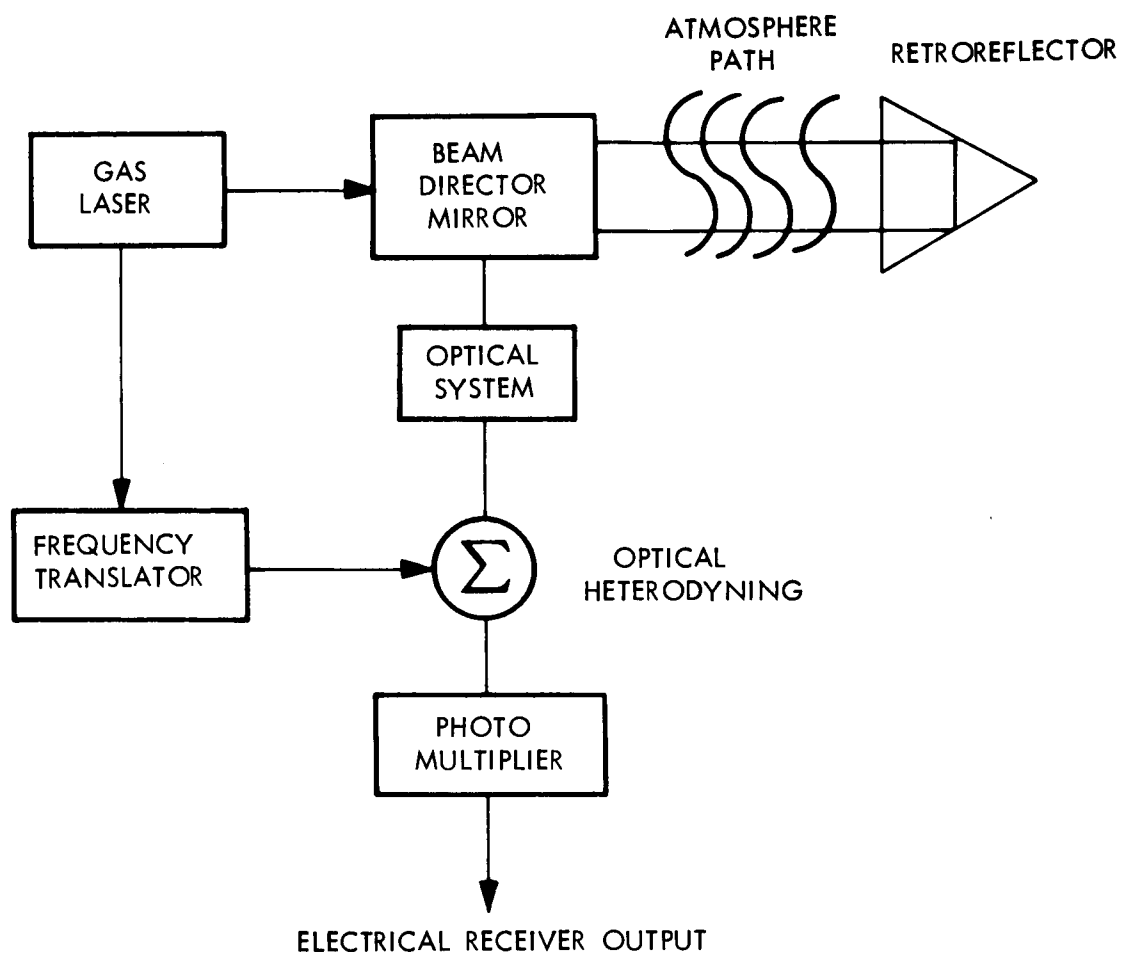 ATMOSPHERE
PATH
RETROREFLECTOR
GAS
LASER
BEAM
DIRECTOR
MIRROR
OPTICAL
SYSTEM
FREQUENCY
TRANSLATOR
Σ
OPTICAL
HETERODYNING
PHOTO
MULTIPLIER
ELECTRICAL RECEIVER OUTPUT